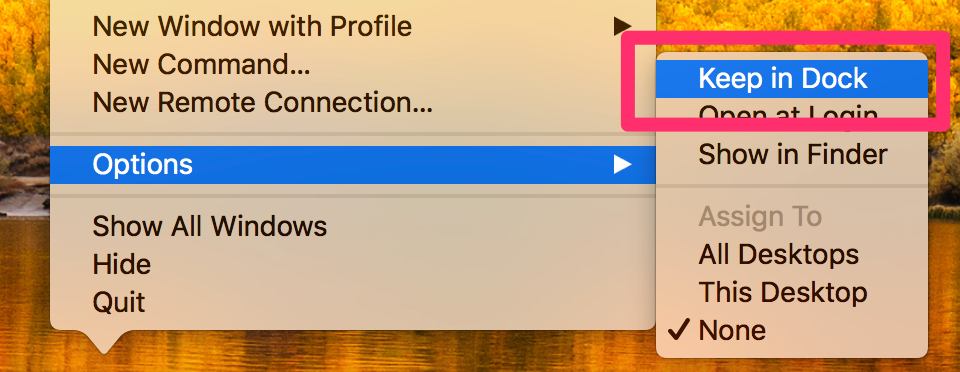 New Window with Profile
New Command...
New Remote Connection...
Options
Show All Windows
Hide
Quit
Keep in Dock
Open at Login
Show in Finder
Assign To
All Desktops
This Desktop
✓ None